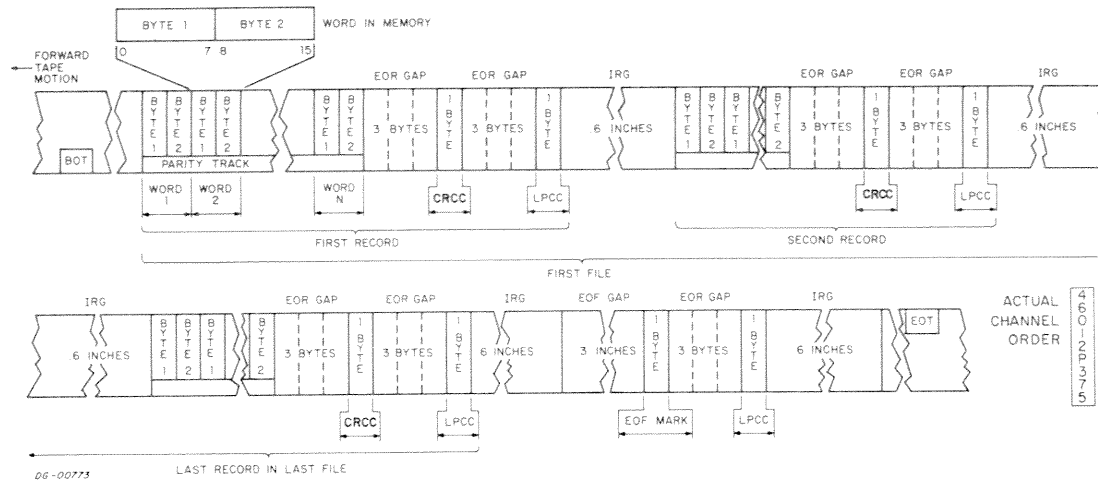 BYTE 1 BYTE 2 WORD IN MEMORY
0 7 8 15
FORWARD
TAPE
MOTION
EOR GAP EOR GAP IRG EOR GAP EOR GAP IRG
BOT
BYTE 1 BYTE 2 BYTE 1 BYTE 2 BYTE 1 BYTE 2 3 BYTES 1 BYTE 3 BYTES 1 BYTE 6 INCHES BYTE 1 BYTE 2 BYTE 1 BYTE 2 3 BYTES 1 BYTE 3 BYTES 1 BYTE 6 INCHES
PARITY TRACK
WORD 1 WORD 2 WORD N CRCC LPCC CRCC LPCC
FIRST RECORD SECOND RECORD
FIRST FILE
IRG EOR GAP EOR GAP IRG EOF GAP EOR GAP IRG
6 INCHES BYTE 1 BYTE 2 BYTE 1 BYTE 2 3 BYTES 1 BYTE 3 BYTES 1 BYTE 6 INCHES 3 INCHES 1 BYTE 3 BYTES 1 BYTE 6 INCHES EOT
ACTUAL
CHANNEL
ORDER
4
6
0
1
2
P
3
7
5
CRCC LPCC EOF MARK LPCC
LAST RECORD IN LAST FILE
DG-00773